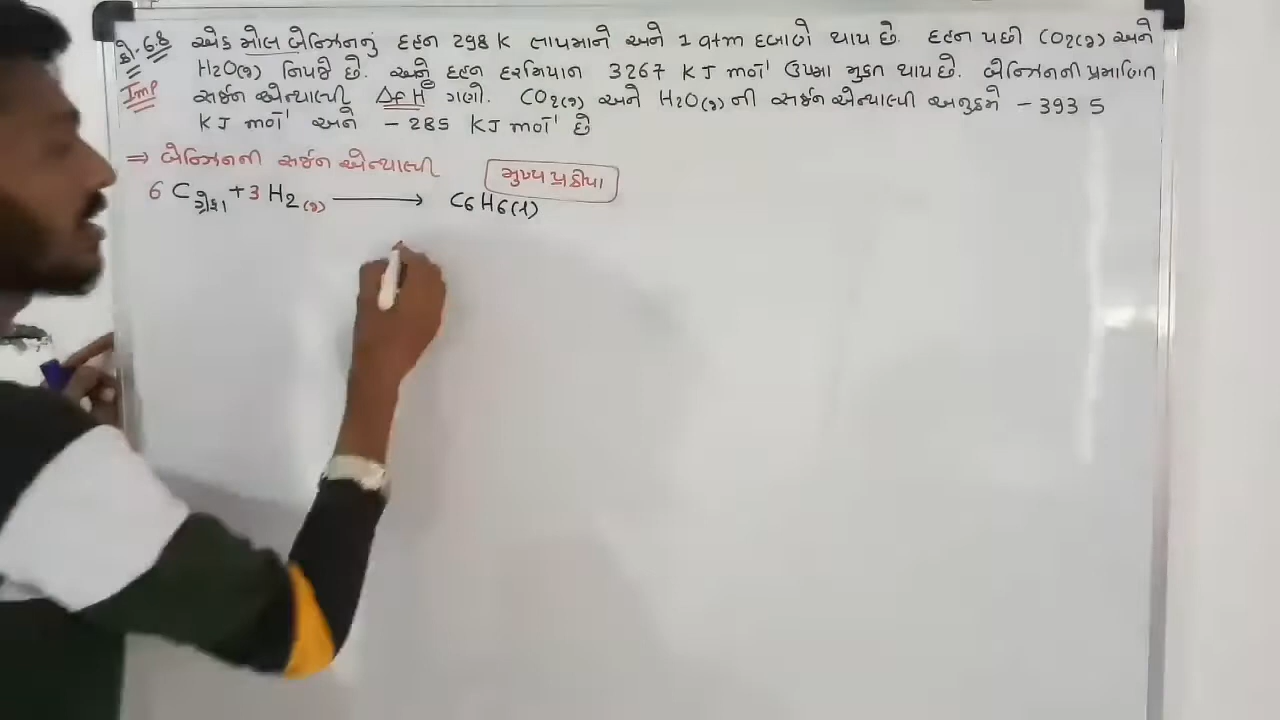 કો.6.8 એક મોલ બેન્ઝિનનું દહન 298 K તાપમાને અને 1 atm દબાણે થાય છે. દહન પછી CO2(g) અને
H2O(g) નિપજે છે. અને દહન દરમિયાન 3267 KJ mol⁻¹ ઉષ્મા મુક્ત થાય છે. બેન્ઝિનની પ્રમાણિત
Imp સર્જન એન્થાલ્પી ΔfH ગણો. CO2(g) અને H2O(g) ની સર્જન એન્થાલ્પી અનુક્રમે – 393 5
KJ mol⁻¹ અને – 285 KJ mol⁻¹ છે
⇒ બેન્ઝિનની સર્જન એન્થાલ્પી
મુખ્ય પ્રક્રીયા
6 C ગ્રેફા + 3 H2 (g) ⟶ C6H6(l)